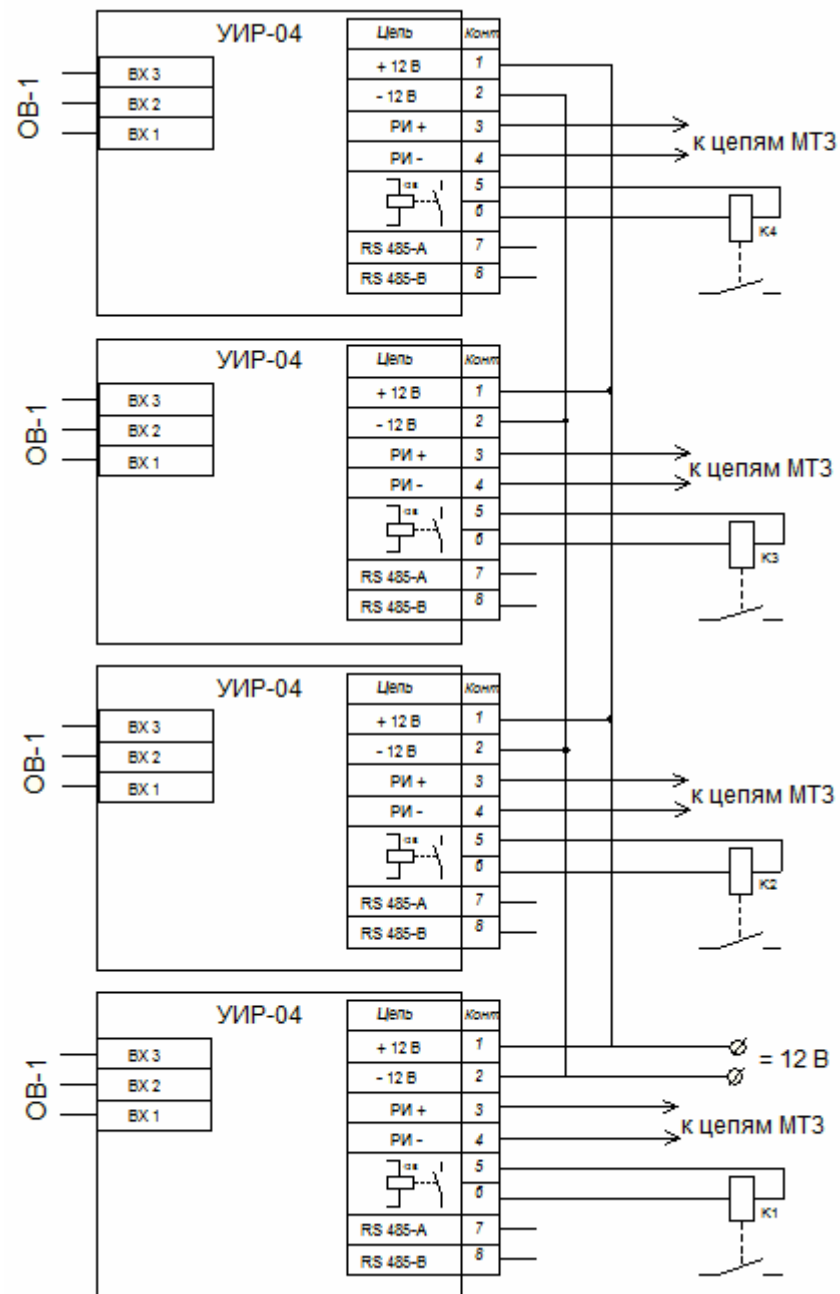 УИР-04
Цепь Конт
+ 12 В 1
- 12 В 2
РИ + 3
РИ - 4
5
6
RS 485-A 7
RS 485-B 8
ВХ 3
ВХ 2
ВХ 1
ОВ-1
к цепям МТЗ
К4
УИР-04
Цепь Конт
+ 12 В 1
- 12 В 2
РИ + 3
РИ - 4
5
6
RS 485-A 7
RS 485-B 8
ВХ 3
ВХ 2
ВХ 1
ОВ-1
к цепям МТЗ
К3
УИР-04
Цепь Конт
+ 12 В 1
- 12 В 2
РИ + 3
РИ - 4
5
6
RS 485-A 7
RS 485-B 8
ВХ 3
ВХ 2
ВХ 1
ОВ-1
к цепям МТЗ
К2
УИР-04
Цепь Конт
+ 12 В 1
- 12 В 2
РИ + 3
РИ - 4
5
6
RS 485-A 7
RS 485-B 8
ВХ 3
ВХ 2
ВХ 1
ОВ-1
= 12 В
к цепям МТЗ
К1